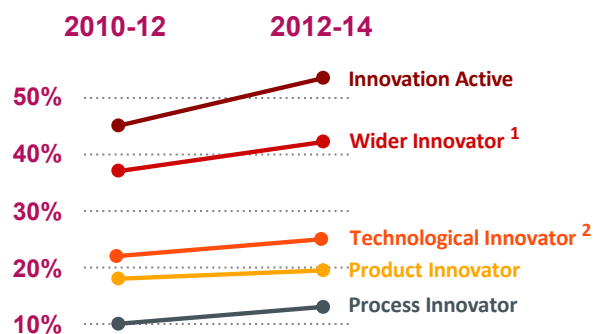 2010-12 2012-14
Innovation Active
50%
Wider Innovator 1
40%
30%
Technological Innovator 2
20%
Product Innovator
Process Innovator
10%